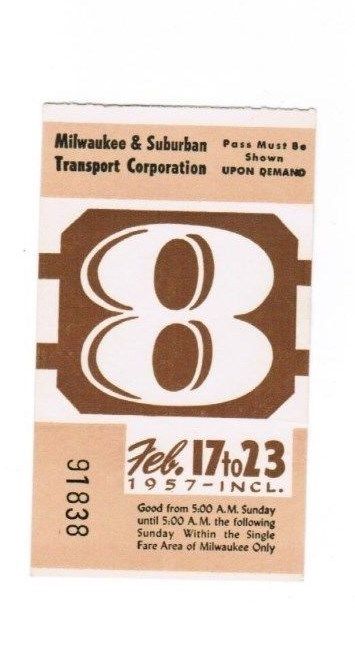 Milwaukee & Suburban
Transport Corporation
Pass Must Be
Shown
UPON DEMAND
8
Feb. 17 to 23
1957-INCL.
91838
Good from 5:00 A.M. Sunday
until 5:00 A.M. the following
Sunday Within the Single
Fare Area of Milwaukee Only